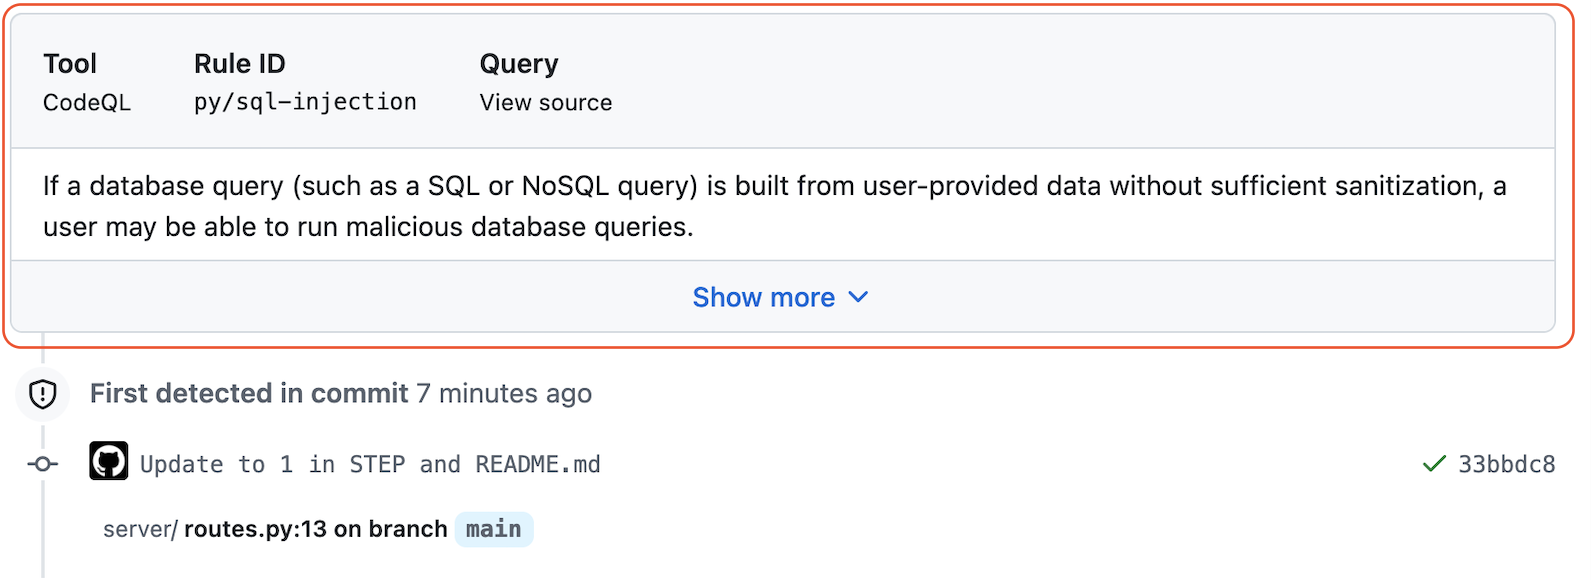 Tool Rule ID Query
CodeQL py/sql-injection View source
If a database query (such as a SQL or NoSQL query) is built from user-provided data without sufficient sanitization, a
user may be able to run malicious database queries.
Show more
First detected in commit 7 minutes ago
Update to 1 in STEP and README.md 33bbdc8
server/routes.py:13 on branch main